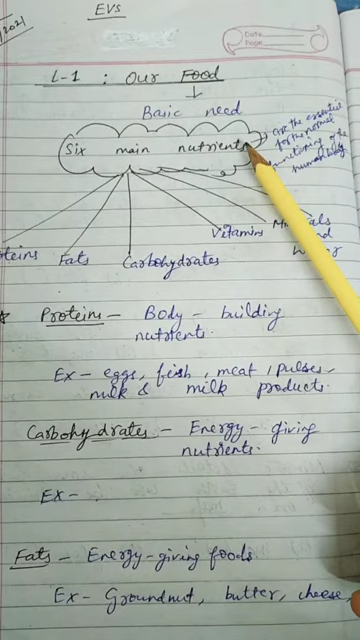 EVS
2021
Date
Page
L-1 : Our Food
Basic need
Six main nutrients
are the essential
for the normal
functioning of the
human body
Proteins Fats Carbohydrates Vitamins Minerals
and
water
Proteins - Body - building
nutrients.
Ex - eggs, fish, meat, pulses
milk & milk products.
Carbohydrates - Energy - giving
nutrients.
Ex -
Fats - Energy-giving foods.
Ex - Groundnut, butter, cheese,